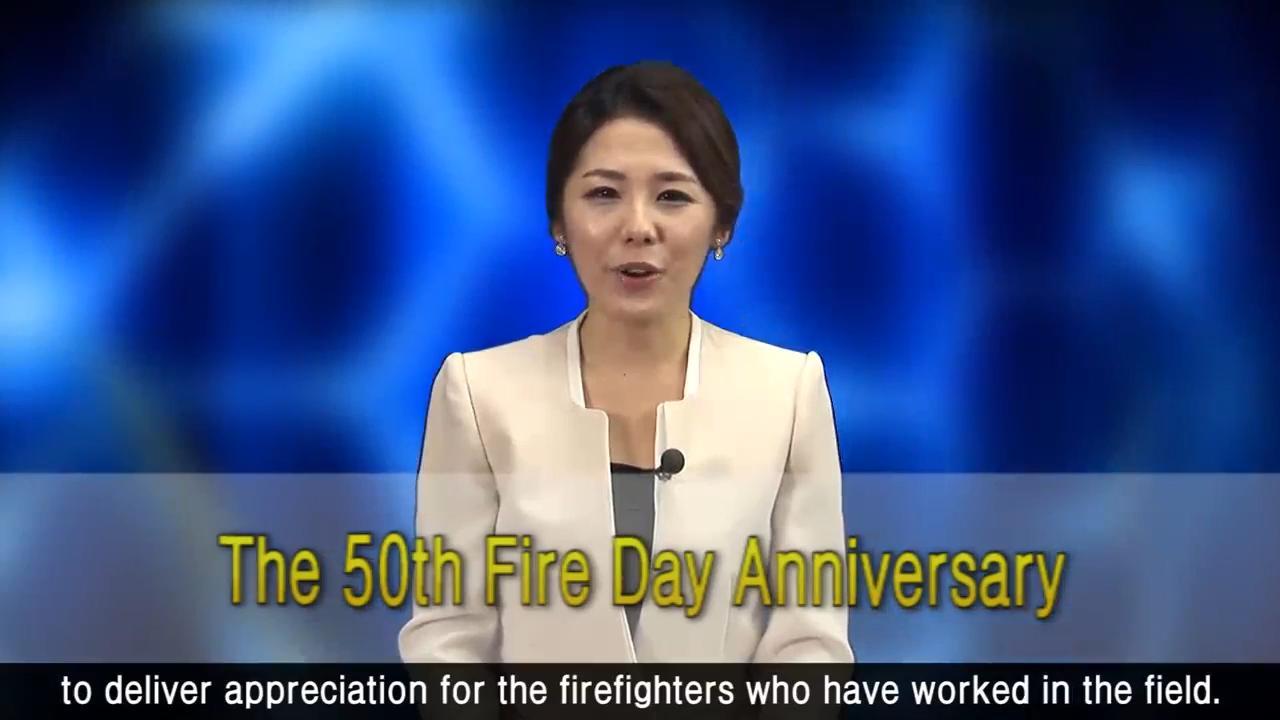 The 50th Fire Day Anniversary
to deliver appreciation for the firefighters who have worked in the field.